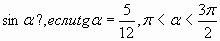 sin α ?, если tg α = 5/12, π < α < 3π/2